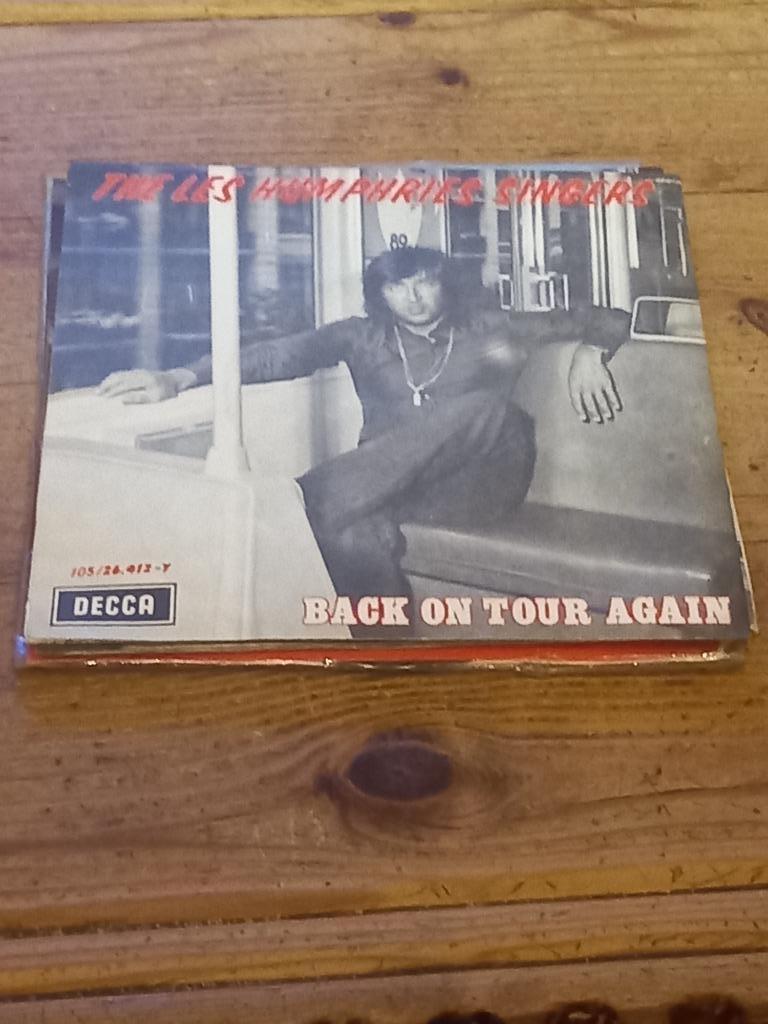 THE LES HUMPHRIES SINGERS
89
105/26.412-Y
DECCA
BACK ON TOUR AGAIN